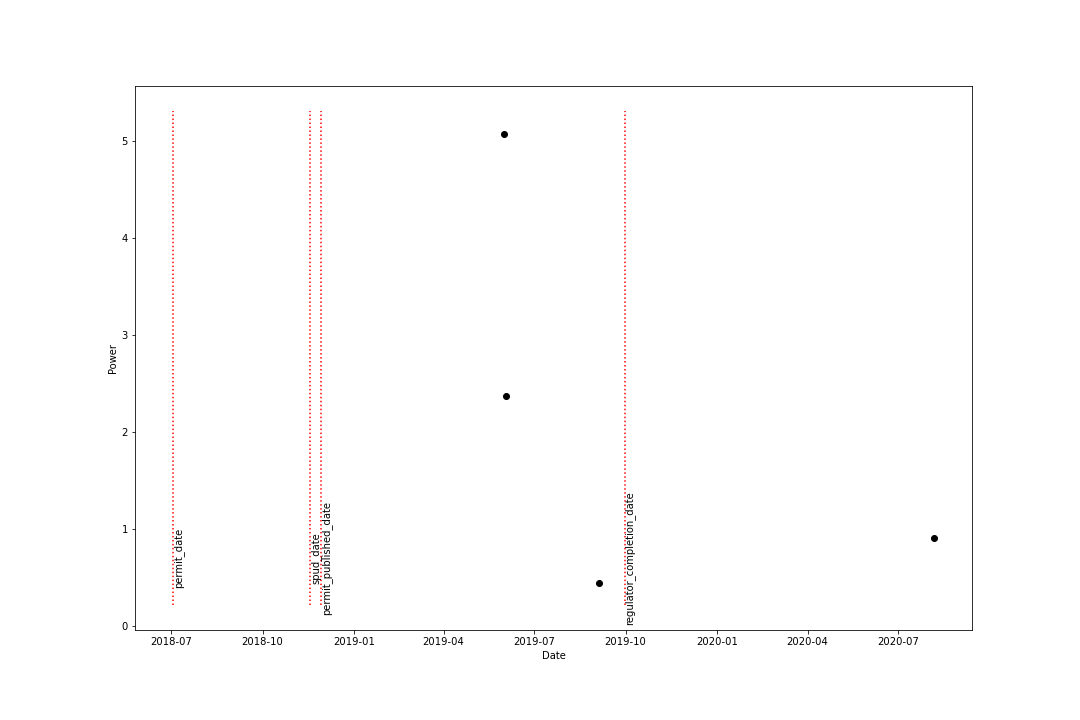 5
4
3
2
1
0
Power
permit_date
spud_date
permit_published_date
regulator_completion_date
2018-07
2018-10
2019-01
2019-04
2019-07
2019-10
2020-01
2020-04
2020-07
Date